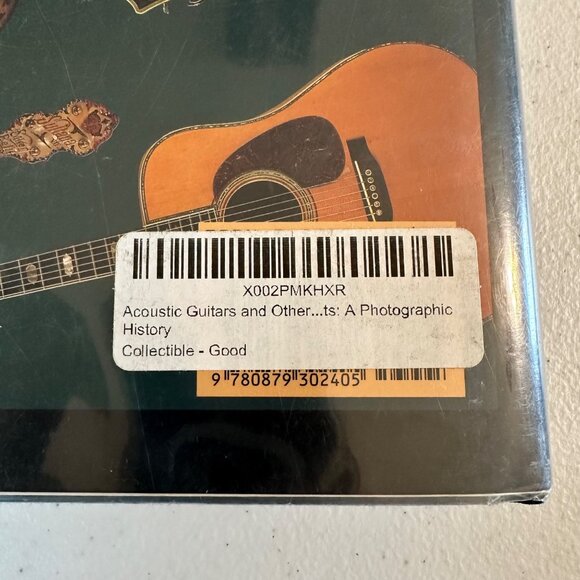 X002PMKHXR
Acoustic Guitars and Other...ts: A Photographic
History
Collectible - Good
9 780879 302405